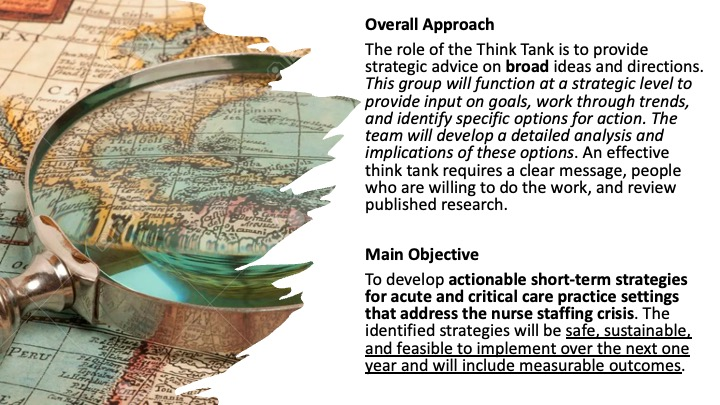 Overall Approach
The role of the Think Tank is to provide
strategic advice on broad ideas and directions.
This group will function at a strategic level to
provide input on goals, work through trends,
and identify specific options for action. The
team will develop a detailed analysis and
implications of these options. An effective
think tank requires a clear message, people
who are willing to do the work, and review
published research.
Main Objective
To develop actionable short-term strategies
for acute and critical care practice settings
that address the nurse staffing crisis. The
identified strategies will be safe, sustainable,
and feasible to implement over the next one
year and will include measurable outcomes.
PERU